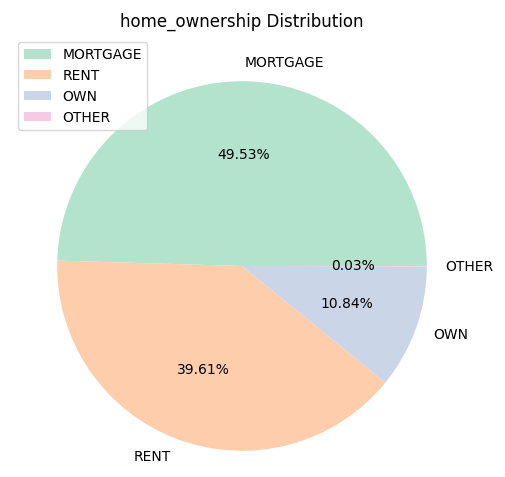 home_ownership Distribution
MORTGAGE
RENT
OWN
OTHER
MORTGAGE
49.53%
0.03%
OTHER
10.84%
OWN
39.61%
RENT